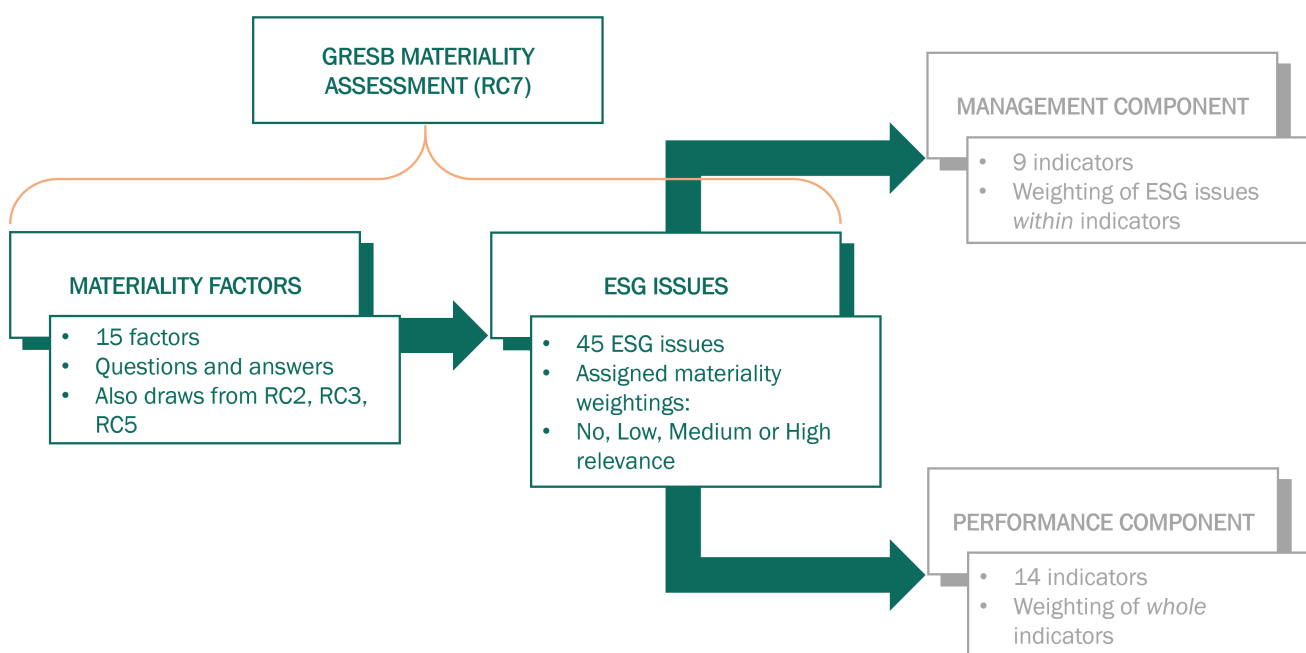 GRESB MATERIALITY
ASSESSMENT (RC7)
MATERIALITY FACTORS
• 15 factors
• Questions and answers
• Also draws from RC2, RC3,
RC5
ESG ISSUES
• 45 ESG issues
• Assigned materiality
weightings:
• No, Low, Medium or High
relevance
MANAGEMENT COMPONENT
• 9 indicators
• Weighting of ESG issues
within indicators
PERFORMANCE COMPONENT
• 14 indicators
• Weighting of whole
indicators